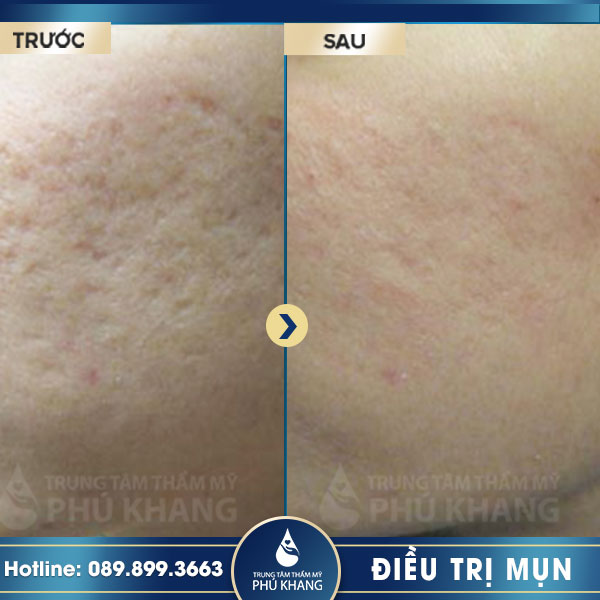 TRƯỚC
SAU
TRUNG TÂM THẨM MỸ
PHÚ KHANG
TRUNG TÂM THẨM MỸ
PHÚ KHANG
Hotline: 089.899.3663
TRUNG TÂM THẨM MỸ
PHÚ KHANG
ĐIỀU TRỊ MỤN